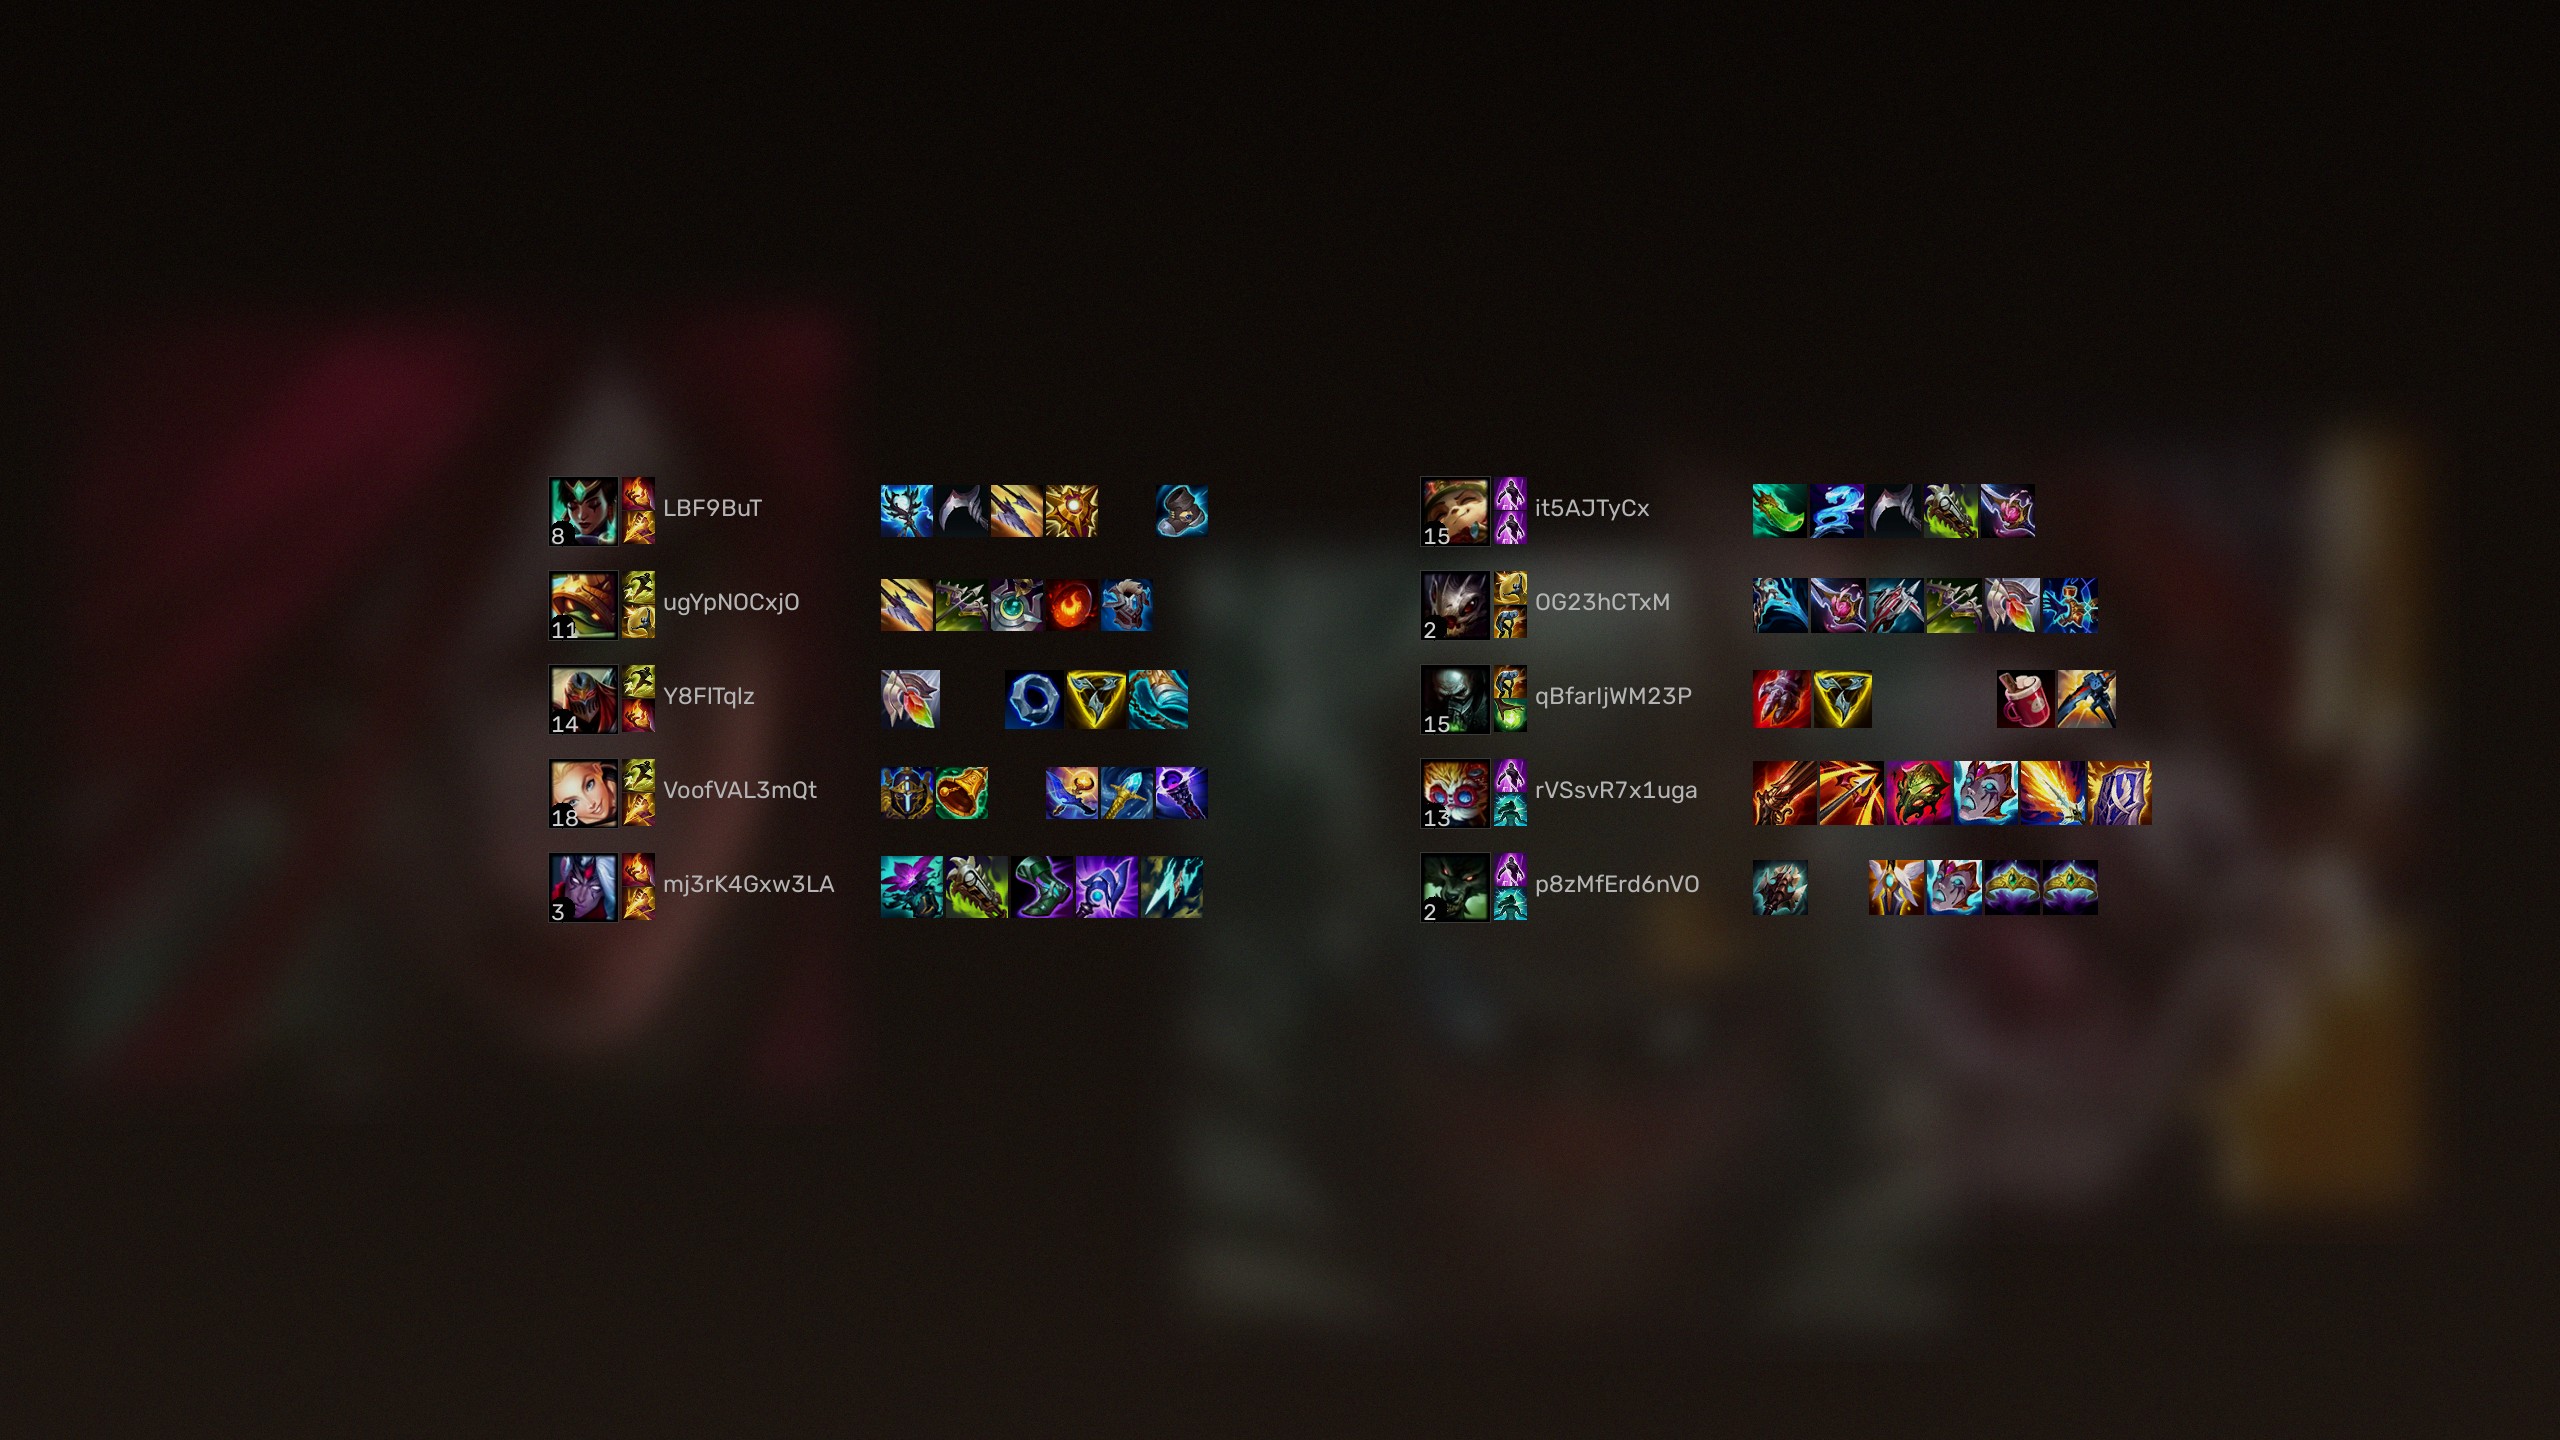 8 LBF9BuT
11 ugYpNOCxjO
14 Y8FlTqlz
18 VoofVAL3mQt
3 mj3rK4Gxw3LA
15 it5AJTyCx
2 OG23hCTxM
15 qBfarIjWM23P
13 rVSsvR7x1uga
2 p8zMfErd6nVO